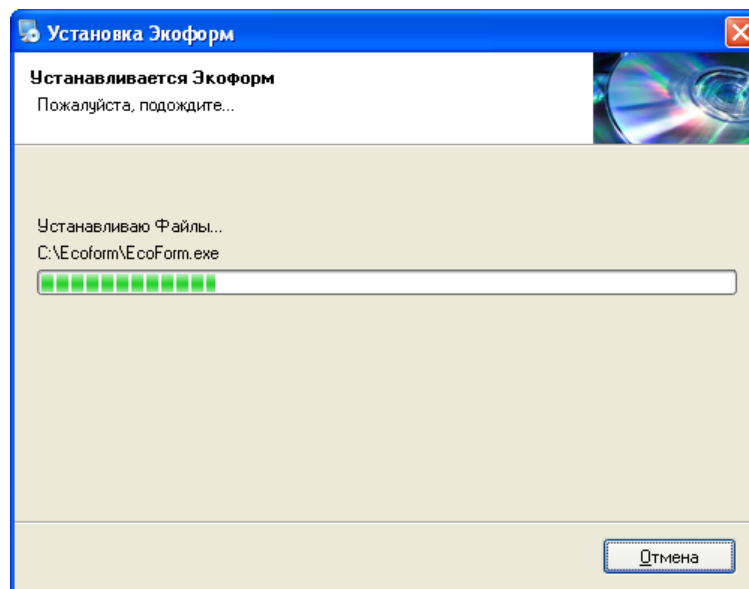 Установка Экоформ
Устанавливается Экоформ
Пожалуйста, подождите...
Устанавливаю Файлы...
C:\Ecoform\EcoForm.exe
Отмена